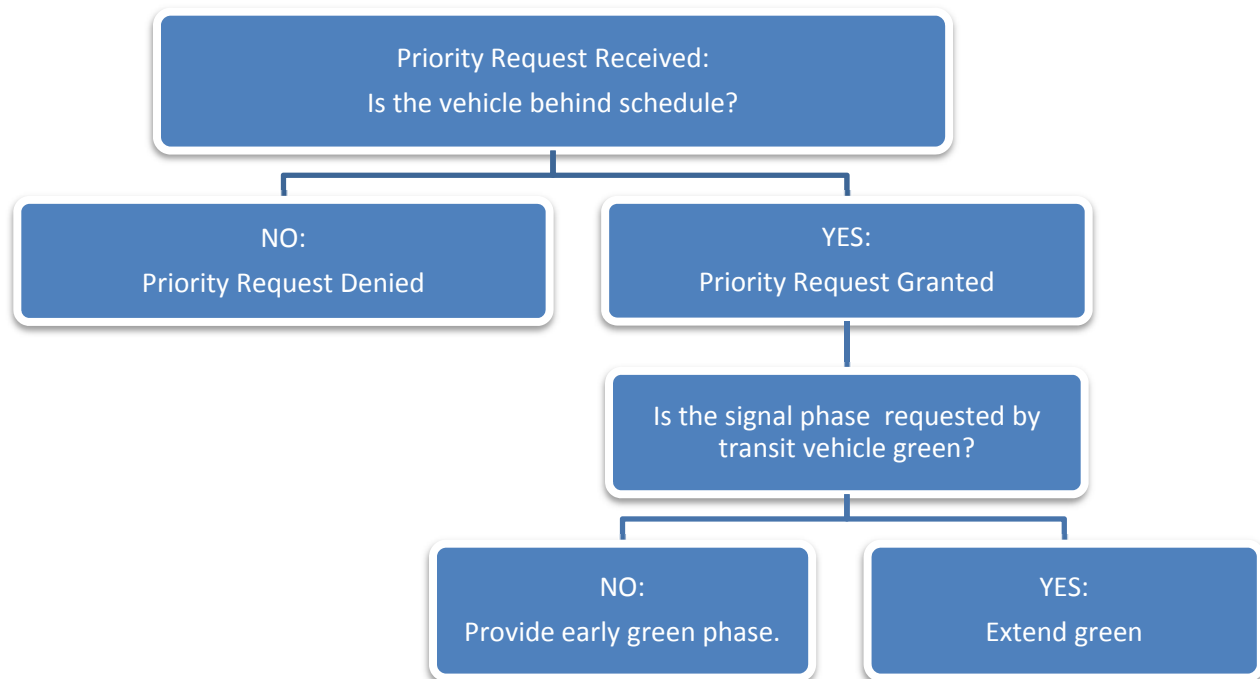 Priority Request Received:
Is the vehicle behind schedule?
NO:
Priority Request Denied
YES:
Priority Request Granted
Is the signal phase  requested by
transit vehicle green?
NO:
Provide early green phase.
YES:
Extend green